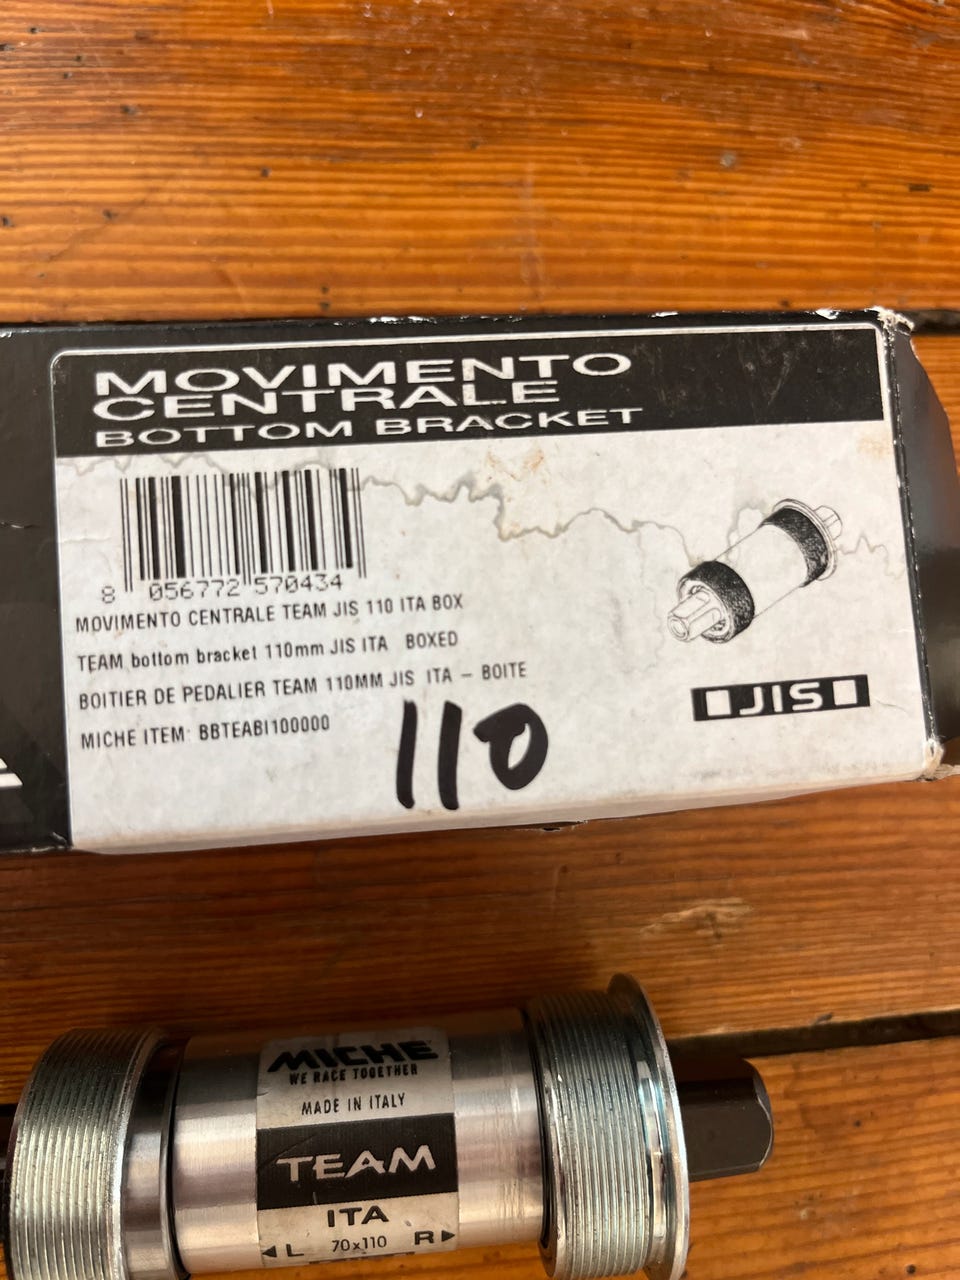 MOVIMENTO
CENTRALE
BOTTOM BRACKET
8 056772 570434
MOVIMENTO CENTRALE TEAM JIS 110 ITA BOX
TEAM bottom bracket 110mm JIS ITA BOXED
BOITIER DE PEDALIER TEAM 110MM JIS ITA – BOITE
MICHE ITEM: BBTEABI100000
110
JIS
MICHE
WE RACE TOGETHER
MADE IN ITALY
TEAM
ITA
◄ L 70x110 R ►